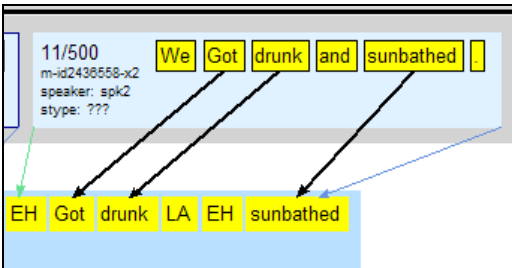 11/500 We Got drunk and sunbathed .
m-id2436558-x2
speaker: spk2
stype: ???
EH Got drunk LA EH sunbathed